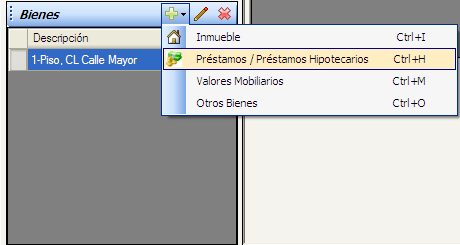 Bienes
Descripción
1-Piso, CL Calle Mayor
Inmueble Ctrl+I
Préstamos / Préstamos Hipotecarios Ctrl+H
Valores Mobiliarios Ctrl+M
Otros Bienes Ctrl+O